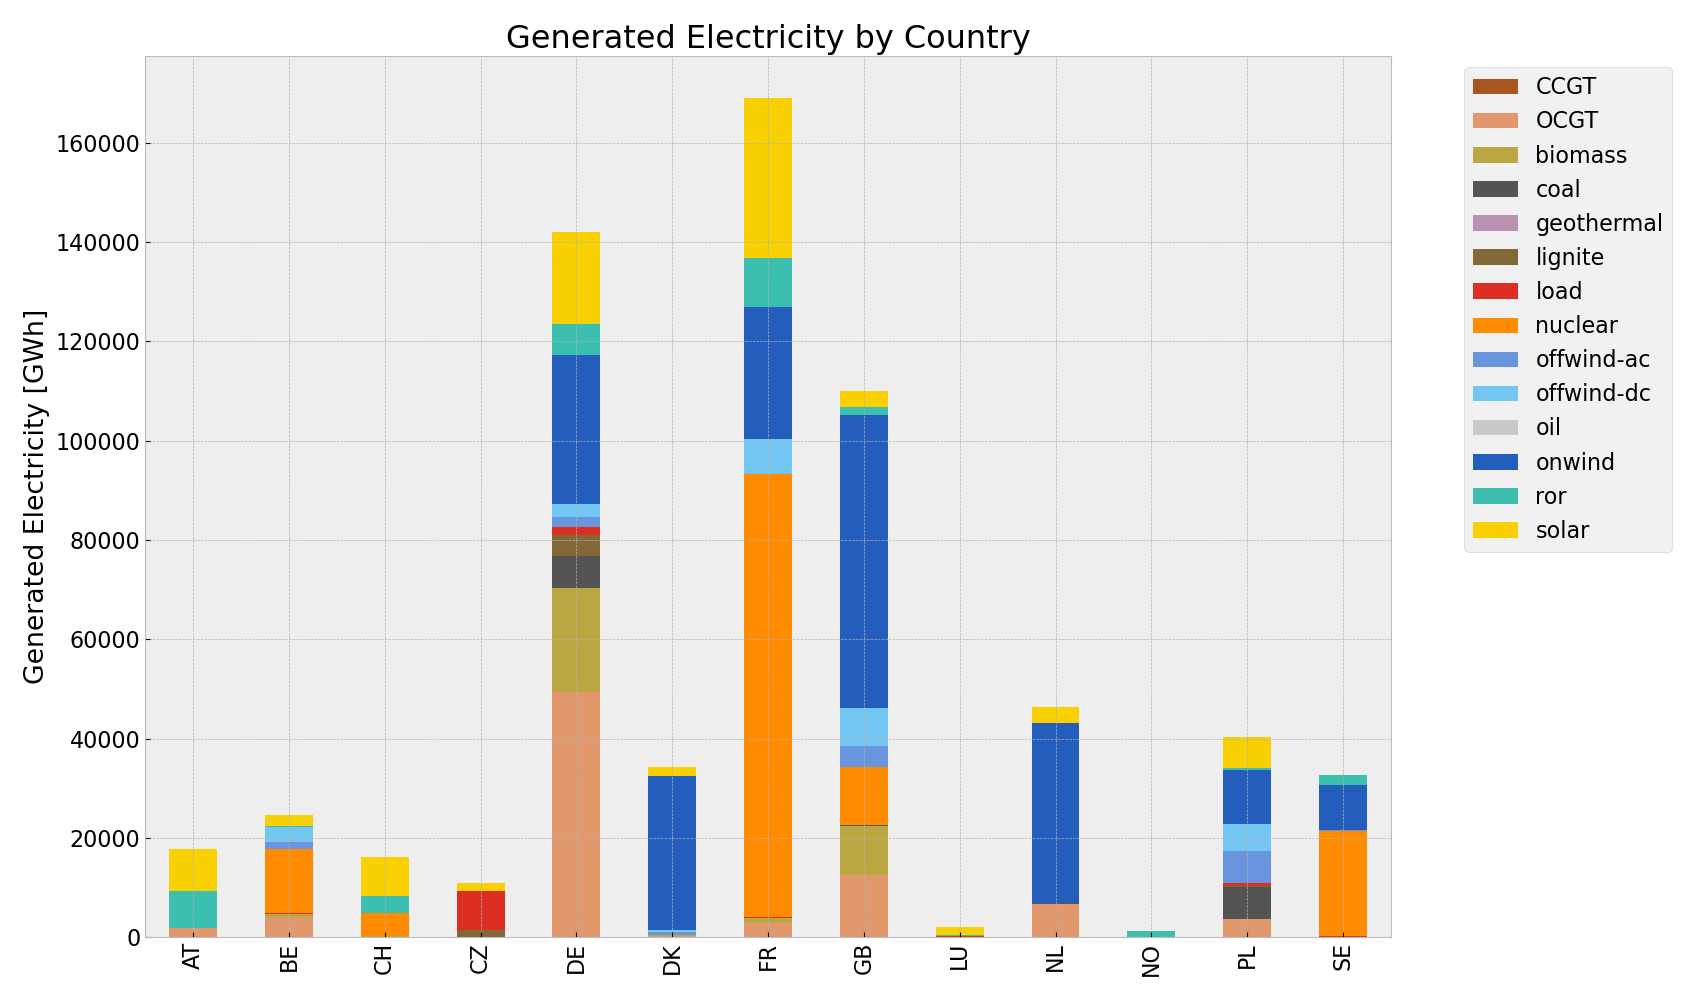 Generated Electricity by Country
Generated Electricity [GWh]
160000
140000
120000
100000
80000
60000
40000
20000
0
AT
BE
CH
CZ
DE
DK
FR
GB
LU
NL
NO
PL
SE
CCGT
OCGT
biomass
coal
geothermal
lignite
load
nuclear
offwind-ac
offwind-dc
oil
onwind
ror
solar